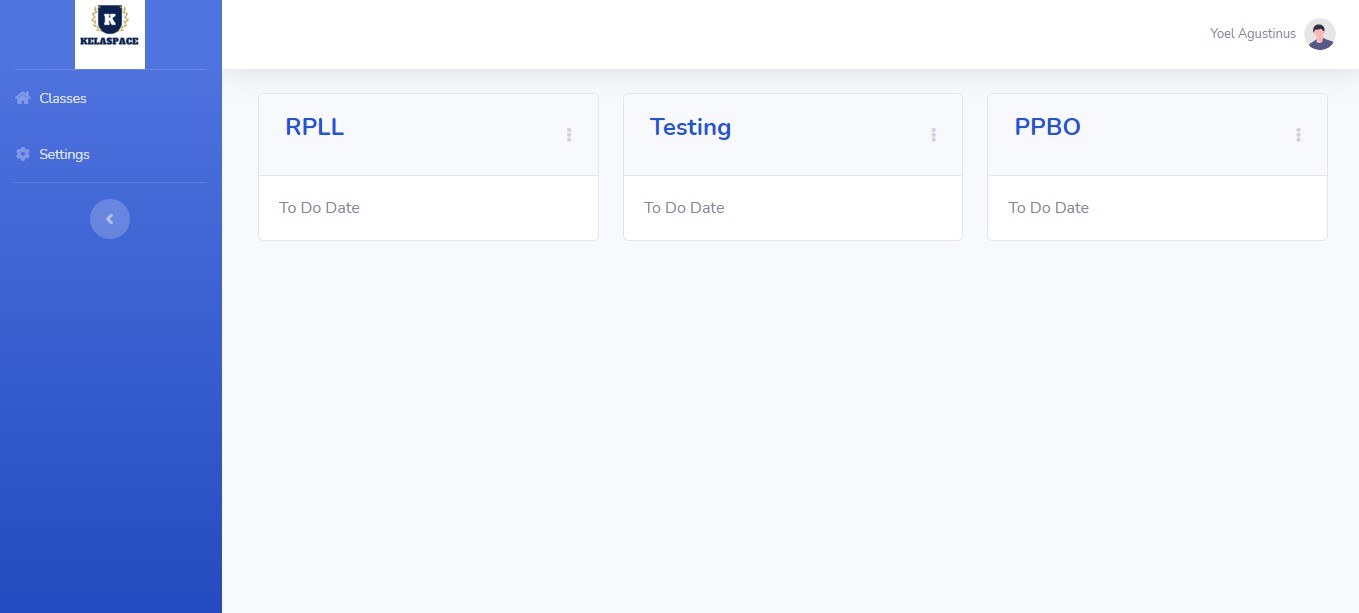 K
KELASPACE
Yoel Agustinus
Classes
Settings
RPLL
Testing
PPBO
To Do Date
To Do Date
To Do Date